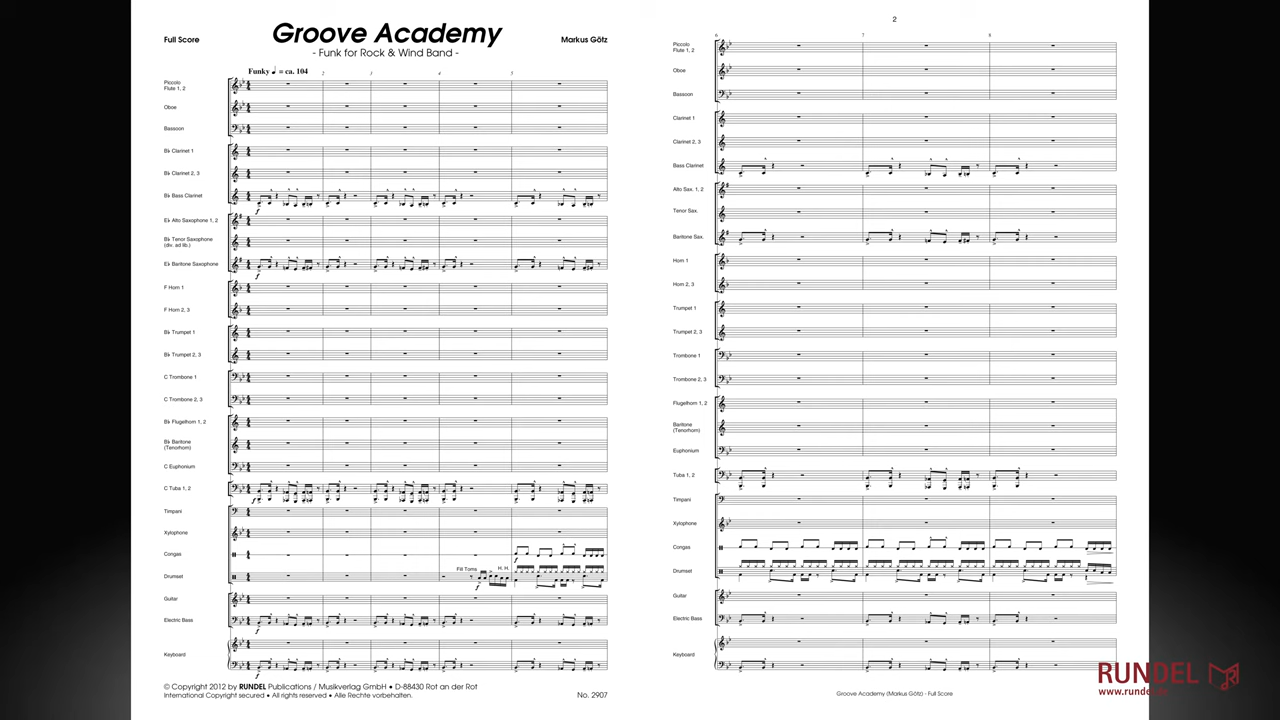 Full Score
Groove Academy
- Funk for Rock & Wind Band -
Markus Götz
Funky ♩ = ca. 104
2
3
4
5
Piccolo
Flute 1, 2
Oboe
Bassoon
B♭ Clarinet 1
B♭ Clarinet 2, 3
B♭ Bass Clarinet
f
E♭ Alto Saxophone 1, 2
B♭ Tenor Saxophone
(div. ad lib.)
E♭ Baritone Saxophone
f
F Horn 1
F Horn 2, 3
B♭ Trumpet 1
B♭ Trumpet 2, 3
C Trombone 1
C Trombone 2, 3
B♭ Flugelhorn 1, 2
B♭ Baritone
(Tenorhorn)
C Euphonium
C Tuba 1, 2
f
Timpani
Xylophone
Congas
f
Drumset
Fill Toms
H. H.
f
Guitar
Electric Bass
f
Keyboard
f
© Copyright 2012 by RUNDEL Publications / Musikverlag GmbH • D-88430 Rot an der Rot
International Copyright secured • All rights reserved • Alle Rechte vorbehalten.
No. 2907
2
6
7
8
Piccolo
Flute 1, 2
Oboe
Bassoon
Clarinet 1
Clarinet 2, 3
Bass Clarinet
Alto Sax. 1, 2
Tenor Sax.
Baritone Sax.
Horn 1
Horn 2, 3
Trumpet 1
Trumpet 2, 3
Trombone 1
Trombone 2, 3
Flugelhorn 1, 2
Baritone
(Tenorhorn)
Euphonium
Tuba 1, 2
Timpani
Xylophone
Congas
Drumset
Guitar
Electric Bass
Keyboard
Groove Academy (Markus Götz) - Full Score
RUNDEL
www.rundel.de